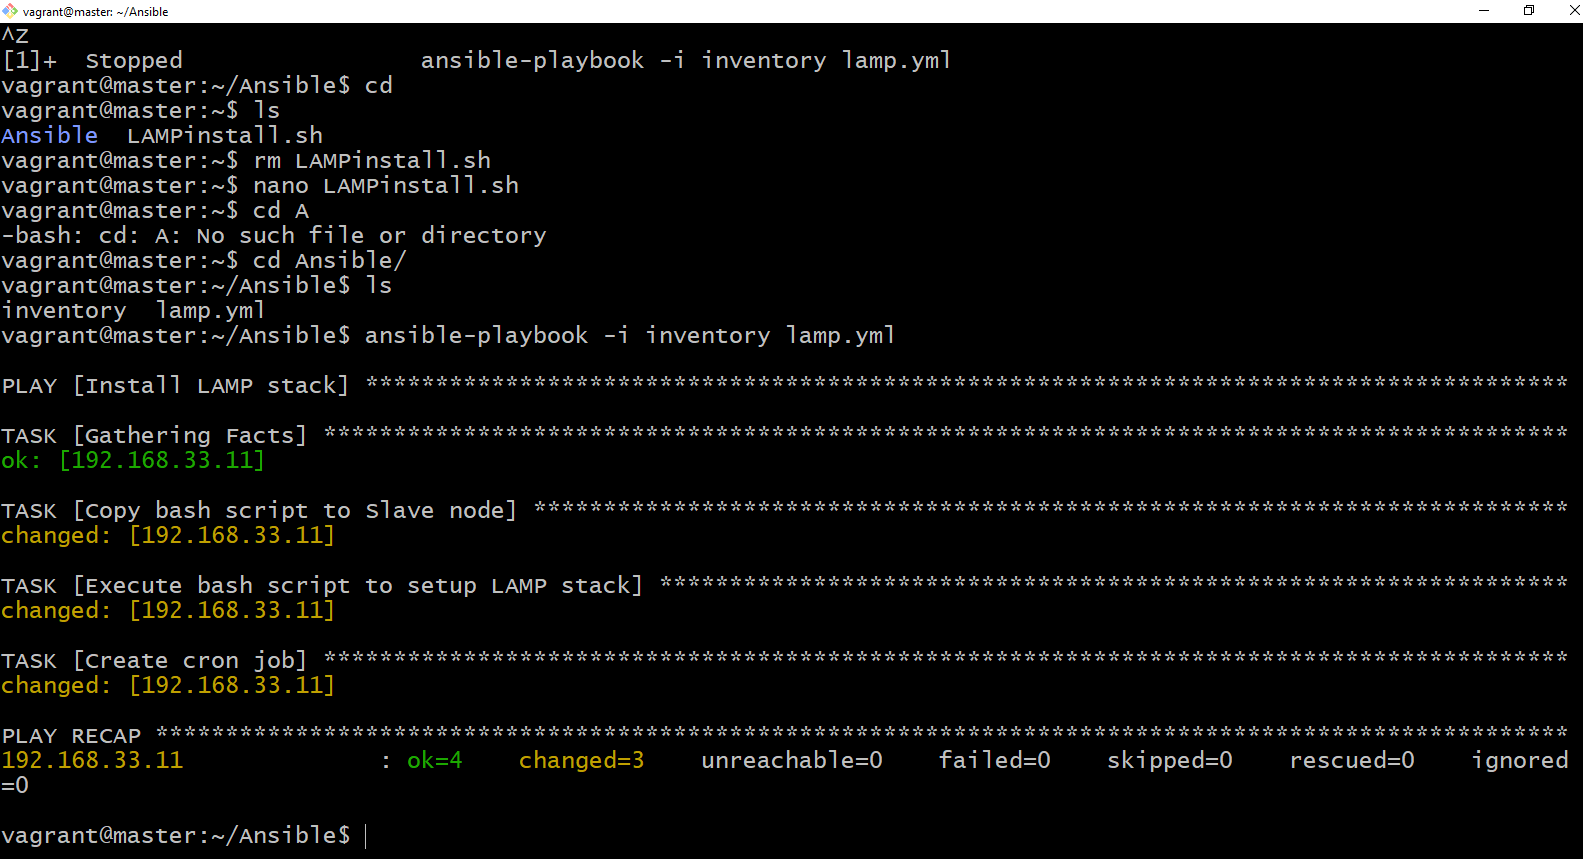 vagrant@master: ~/Ansible
^Z
[1]+  Stopped                 ansible-playbook -i inventory lamp.yml
vagrant@master:~/Ansible$ cd
vagrant@master:~$ ls
Ansible  LAMPinstall.sh
vagrant@master:~$ rm LAMPinstall.sh
vagrant@master:~$ nano LAMPinstall.sh
vagrant@master:~$ cd A
-bash: cd: A: No such file or directory
vagrant@master:~$ cd Ansible/
vagrant@master:~/Ansible$ ls
inventory  lamp.yml
vagrant@master:~/Ansible$ ansible-playbook -i inventory lamp.yml
PLAY [Install LAMP stack] **************************************************************************************
TASK [Gathering Facts] *****************************************************************************************
ok: [192.168.33.11]
TASK [Copy bash script to Slave node] **************************************************************************
changed: [192.168.33.11]
TASK [Execute bash script to setup LAMP stack] *****************************************************************
changed: [192.168.33.11]
TASK [Create cron job] *****************************************************************************************
changed: [192.168.33.11]
PLAY RECAP *****************************************************************************************************
192.168.33.11              : ok=4    changed=3    unreachable=0    failed=0    skipped=0    rescued=0    ignored
=0
vagrant@master:~/Ansible$